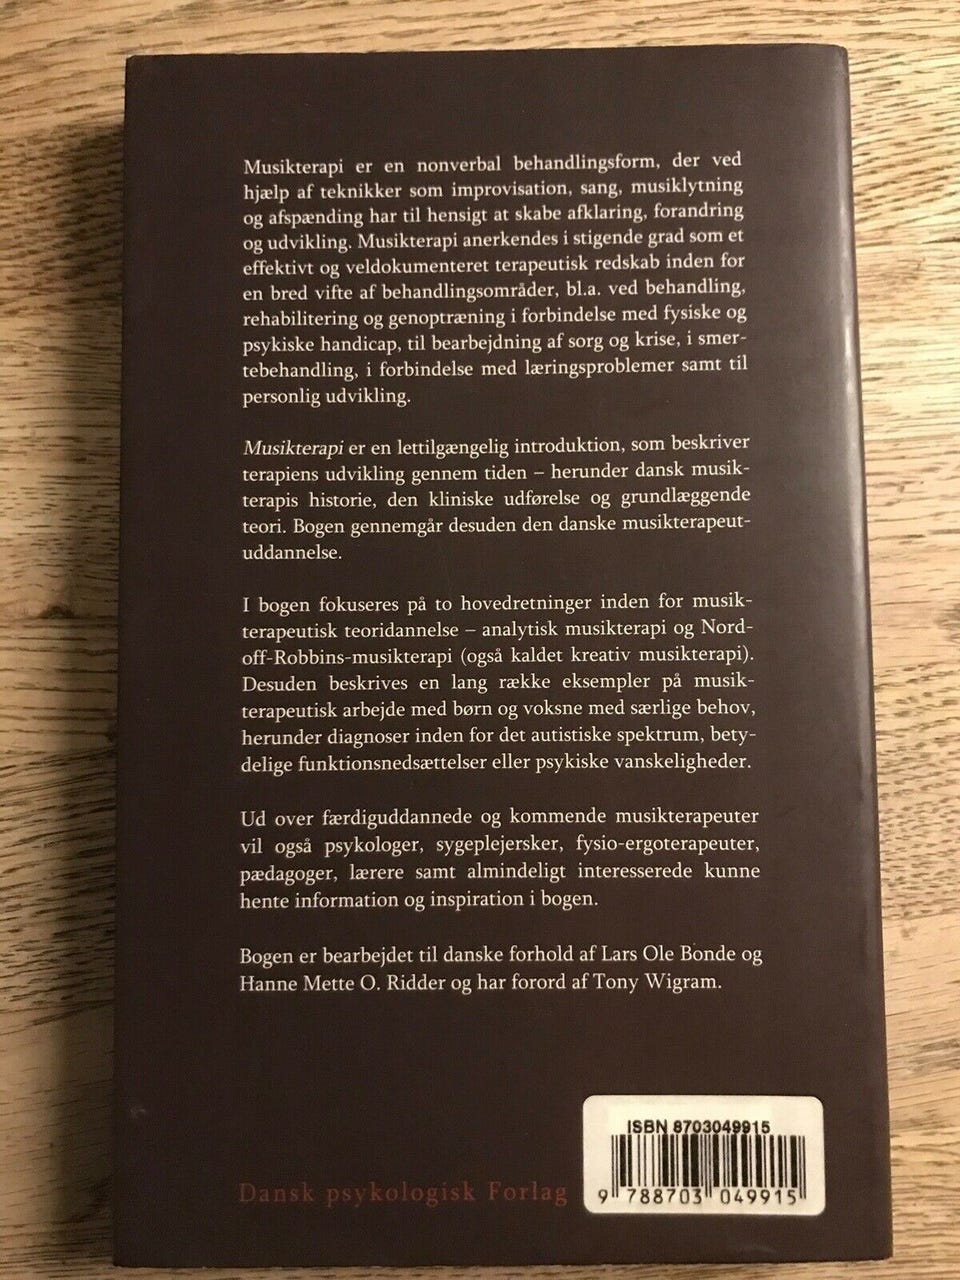 Musikterapi er en nonverbal behandlingsform, der ved
hjælp af teknikker som improvisation, sang, musiklytning
og afspænding har til hensigt at skabe afklaring, forandring
og udvikling. Musikterapi anerkendes i stigende grad som et
effektivt og veldokumenteret terapeutisk redskab inden for
en bred vifte af behandlingsområder, bl.a. ved behandling,
rehabilitering og genoptræning i forbindelse med fysiske og
psykiske handicap, til bearbejdning af sorg og krise, i smer-
tebehandling, i forbindelse med læringsproblemer samt til
personlig udvikling.
Musikterapi er en lettilgængelig introduktion, som beskriver
terapiens udvikling gennem tiden – herunder dansk musik-
terapis historie, den kliniske udførelse og grundlæggende
teori. Bogen gennemgår desuden den danske musikterapeut-
uddannelse.
I bogen fokuseres på to hovedretninger inden for musik-
terapeutisk teoridannelse – analytisk musikterapi og Nord-
off-Robbins-musikterapi (også kaldet kreativ musikterapi).
Desuden beskrives en lang række eksempler på musik-
terapeutisk arbejde med børn og voksne med særlige behov,
herunder diagnoser inden for det autistiske spektrum, bety-
delige funktionsnedsættelser eller psykiske vanskeligheder.
Ud over færdiguddannede og kommende musikterapeuter
vil også psykologer, sygeplejersker, fysio-ergoterapeuter,
pædagoger, lærere samt almindeligt interesserede kunne
hente information og inspiration i bogen.
Bogen er bearbejdet til danske forhold af Lars Ole Bonde og
Hanne Mette O. Ridder og har forord af Tony Wigram.
ISBN 8703049915
Dansk psykologisk Forlag
9 788703 049915